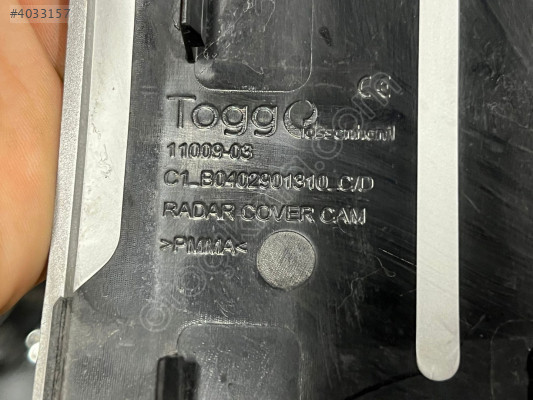 #4033157
Togg
11009-03
C1_B0402901310_C/D
RADAR COVER CAM
>PMMA<